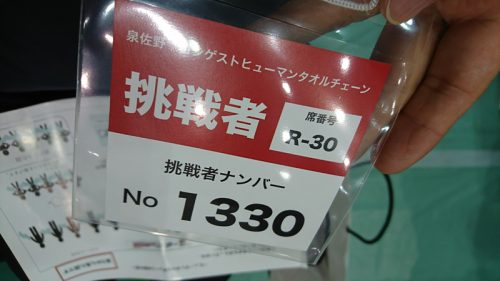 泉佐野 ンゲストヒューマンタオルチェーン
挑戦者
席番号
R-30
挑戦者ナンバー
No 1330